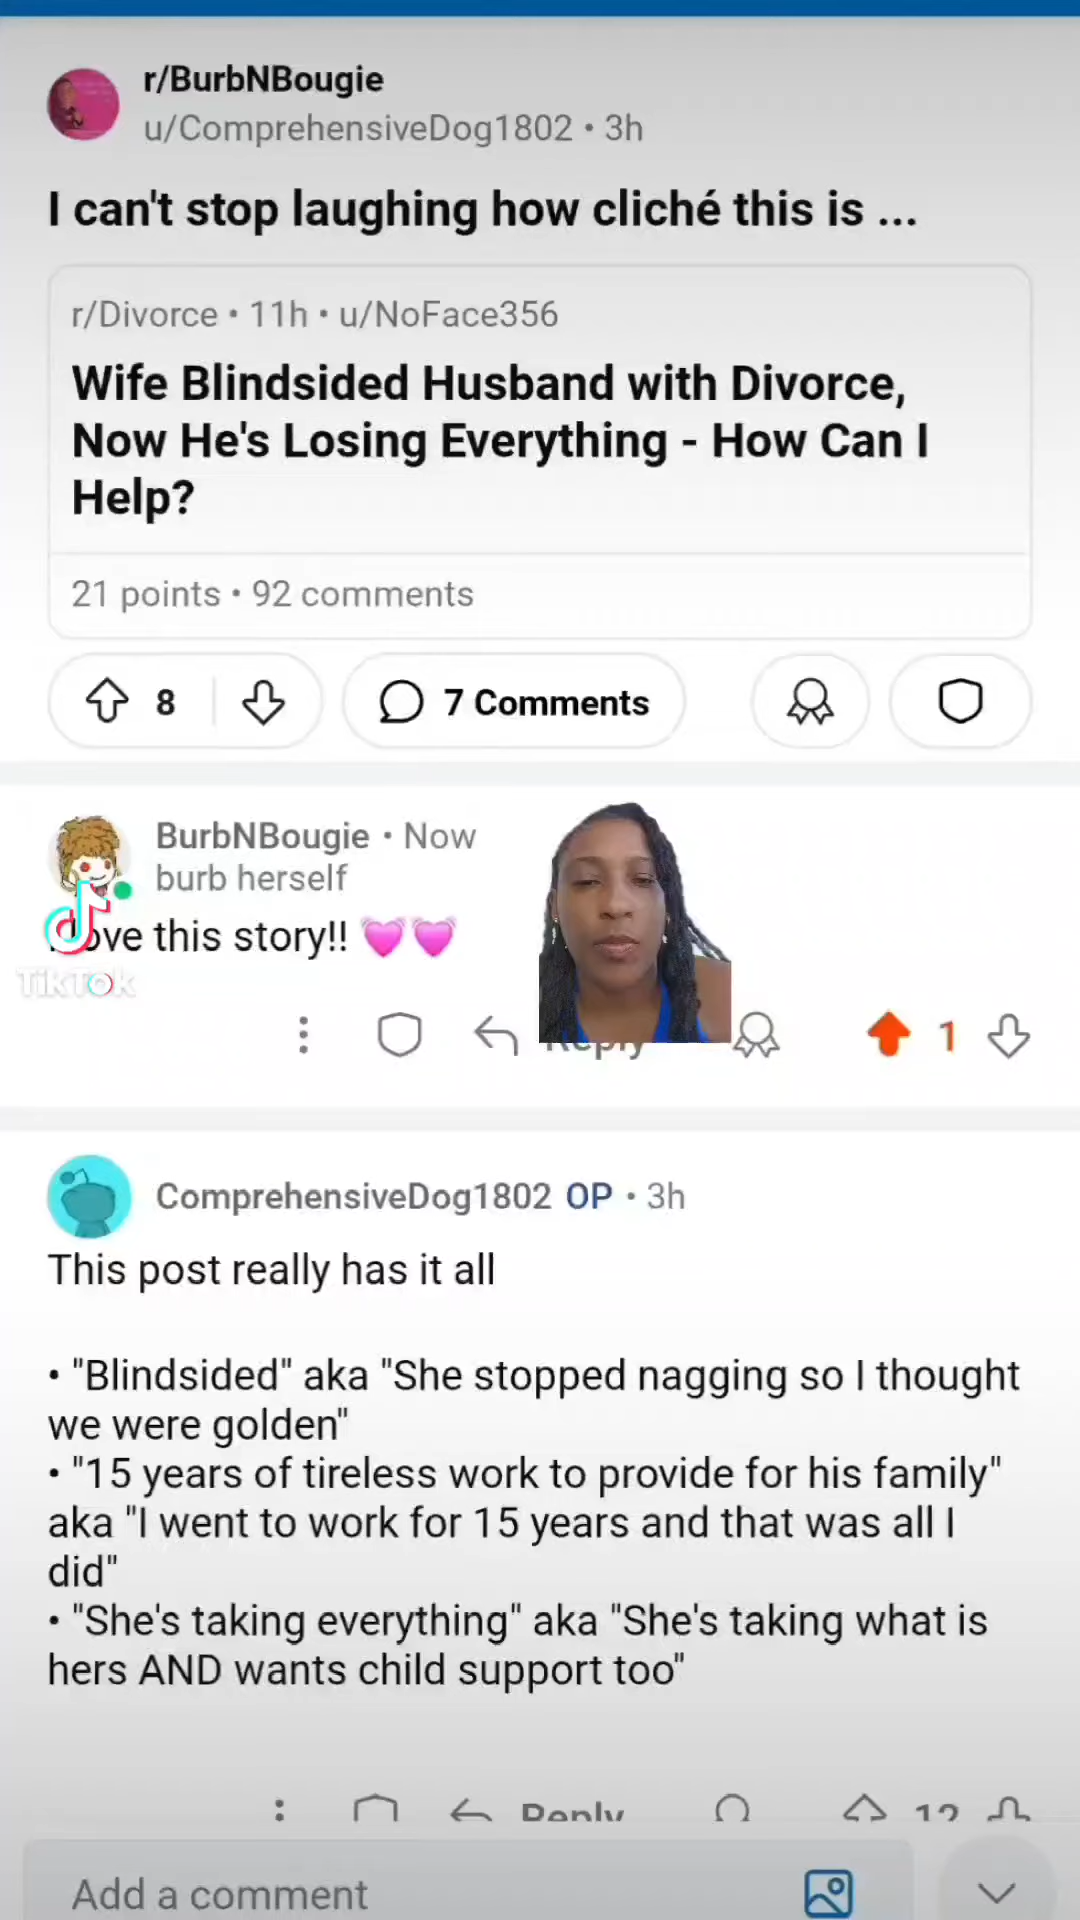 r/BurbNBougie
u/ComprehensiveDog1802 • 3h
I can't stop laughing how cliché this is ...
r/Divorce • 11h • u/NoFace356
Wife Blindsided Husband with Divorce,
Now He's Losing Everything - How Can I
Help?
21 points • 92 comments
8
7 Comments
BurbNBougie • Now
burb herself
love this story!! 💓💓
TikTok
Reply
1
ComprehensiveDog1802 OP • 3h
This post really has it all
• "Blindsided" aka "She stopped nagging so I thought
we were golden"
• "15 years of tireless work to provide for his family"
aka "I went to work for 15 years and that was all I
did"
• "She's taking everything" aka "She's taking what is
hers AND wants child support too"
Reply
12
Add a comment